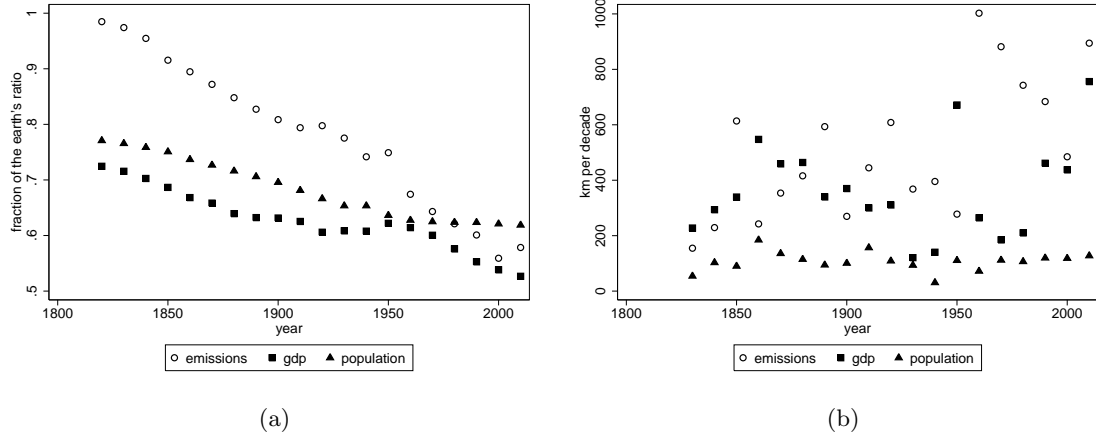 fraction of the earth's ratio
1
.9
.8
.7
.6
.5
1800 1850 1900 1950 2000
year
emissions gdp population
(a)
km per decade
1000
800
600
400
200
0
1800 1850 1900 1950 2000
year
emissions gdp population
(b)